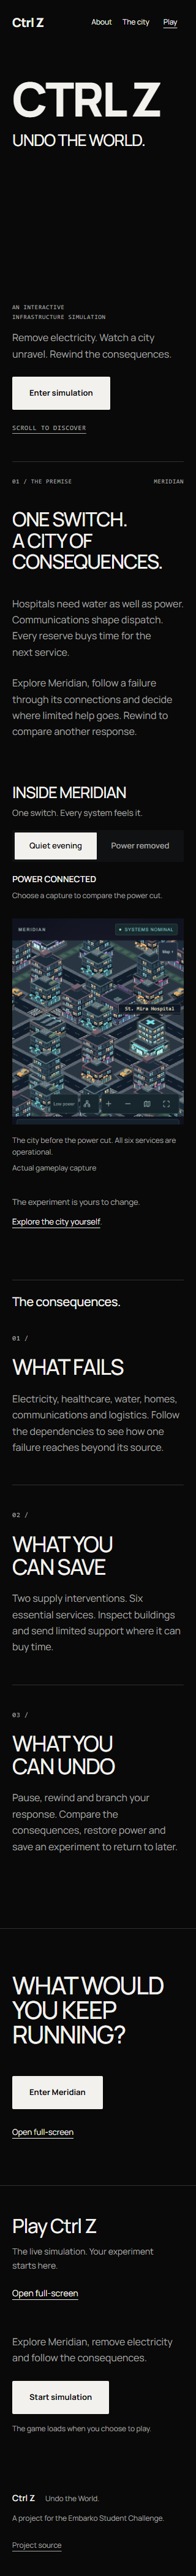 Ctrl Z
About The city Play
CTRL Z
UNDO THE WORLD.
AN INTERACTIVE
INFRASTRUCTURE SIMULATION
Remove electricity. Watch a city
unravel. Rewind the consequences.
Enter simulation
SCROLL TO DISCOVER
01 / THE PREMISE MERIDIAN
ONE SWITCH.
A CITY OF
CONSEQUENCES.
Hospitals need water as well as power.
Communications shape dispatch.
Every reserve buys time for the
next service.
Explore Meridian, follow a failure
through its connections and decide
where limited help goes. Rewind to
compare another response.
INSIDE MERIDIAN
One switch. Every system feels it.
Quiet evening Power removed
POWER CONNECTED
Choose a capture to compare the power cut.
MERIDIAN SYSTEMS NOMINAL
Map
St. Mira Hospital
Low power
The city before the power cut. All six services are
operational.
Actual gameplay capture
The experiment is yours to change.
Explore the city yourself
The consequences.
01 /
WHAT FAILS
Electricity, healthcare, water, homes,
communications and logistics. Follow
the dependencies to see how one
failure reaches beyond its source.
02 /
WHAT YOU
CAN SAVE
Two supply interventions. Six
essential services. Inspect buildings
and send limited support where it can
buy time.
03 /
WHAT YOU
CAN UNDO
Pause, rewind and branch your
response. Compare the
consequences, restore power and
save an experiment to return to later.
WHAT WOULD
YOU KEEP
RUNNING?
Enter Meridian
Open full-screen
Play Ctrl Z
The live simulation. Your experiment
starts here.
Open full-screen
Explore Meridian, remove electricity
and follow the consequences.
Start simulation
The game loads when you choose to play.
Ctrl Z Undo the World.
A project for the Embarko Student Challenge.
Project source